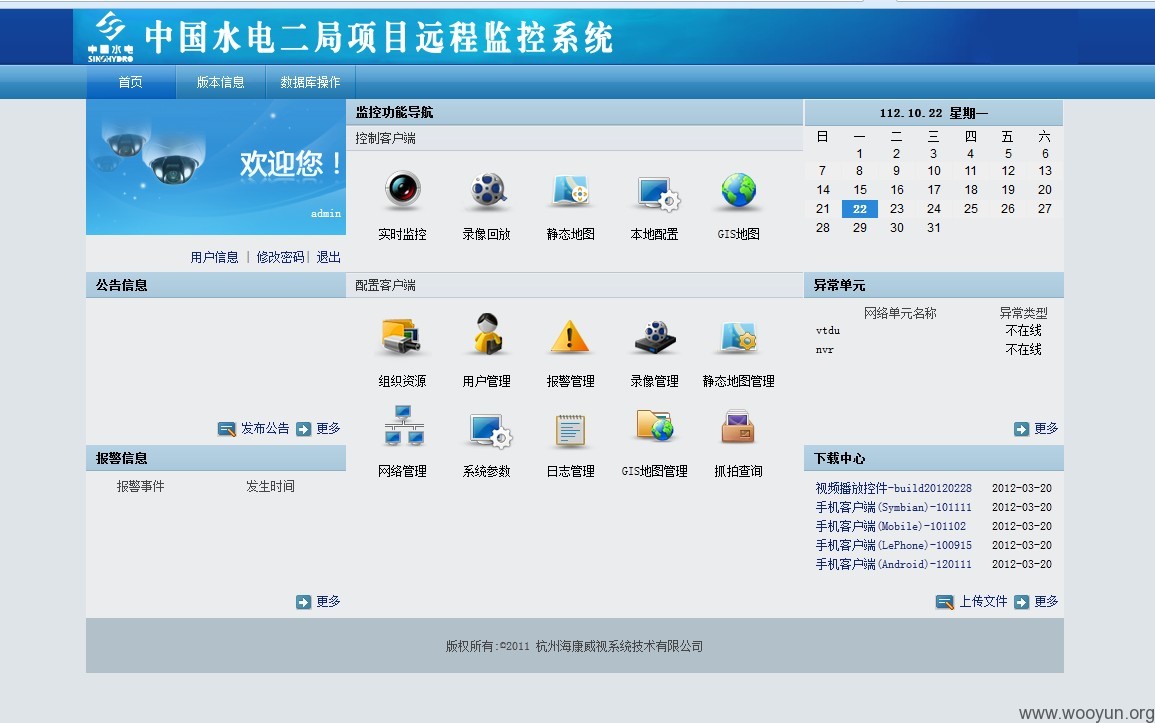 中国水电
SINOHYDRO
中国水电二局项目远程监控系统
首页
版本信息
数据库操作
欢迎您！
admin
用户信息 | 修改密码| 退出
监控功能导航
控制客户端
实时监控
录像回放
静态地图
本地配置
GIS地图
112.10.22 星期一
日 一 二 三 四 五 六
1 2 3 4 5 6
7 8 9 10 11 12 13
14 15 16 17 18 19 20
21 22 23 24 25 26 27
28 29 30 31
公告信息
发布公告 更多
配置客户端
组织资源
用户管理
报警管理
录像管理
静态地图管理
网络管理
系统参数
日志管理
GIS地图管理
抓拍查询
异常单元
网络单元名称 异常类型
vtdu 不在线
nvr 不在线
更多
报警信息
报警事件 发生时间
更多
下载中心
视频播放控件-build20120228 2012-03-20
手机客户端(Symbian)-101111 2012-03-20
手机客户端(Mobile)-101102 2012-03-20
手机客户端(LePhone)-100915 2012-03-20
手机客户端(Android)-120111 2012-03-20
上传文件 更多
版权所有:©2011 杭州海康威视系统技术有限公司
www.wooyun.org